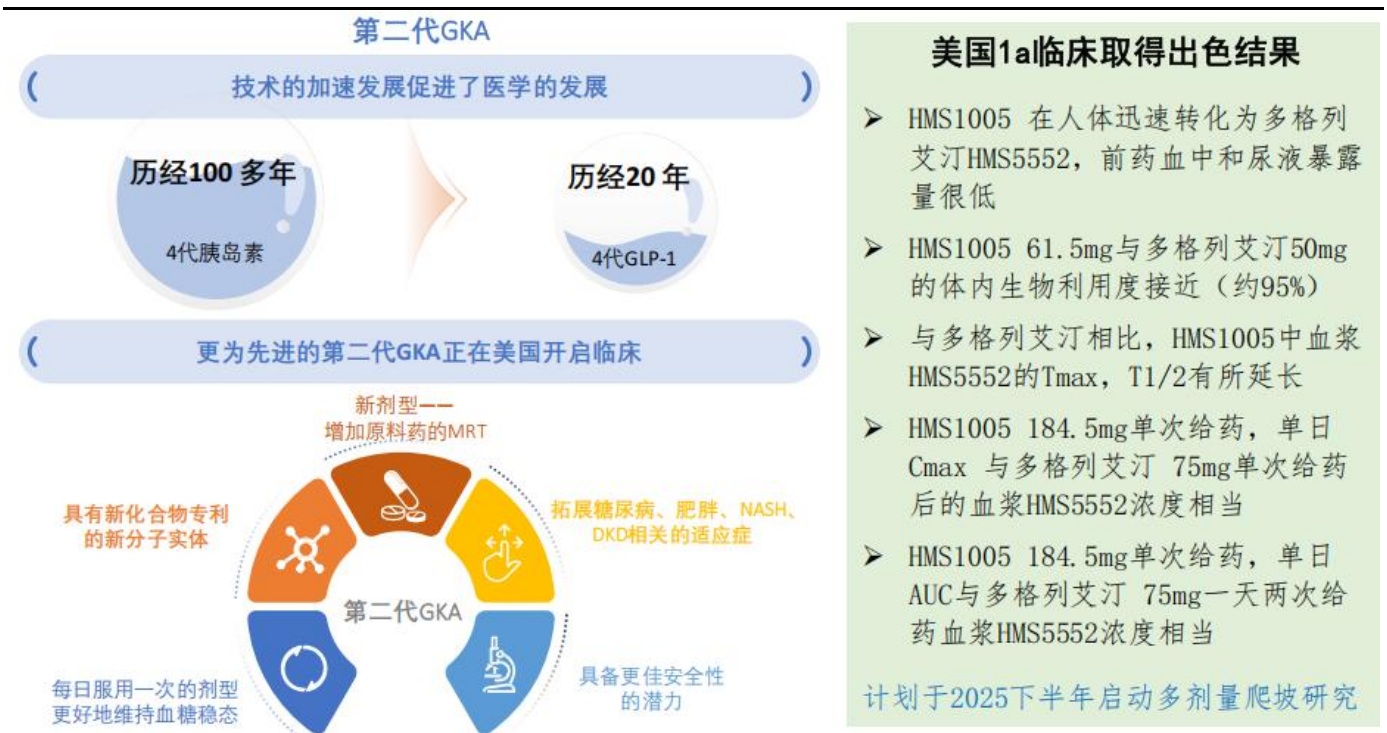 第二代GKA
技术的加速发展促进了医学的发展
历经100 多年
4代胰岛素
历经20 年
4代GLP-1
更为先进的第二代GKA正在美国开启临床
新剂型——
增加原料药的MRT
具有新化合物专利
的新分子实体
拓展糖尿病、肥胖、NASH、
DKD相关的适应症
第二代GKA
每日服用一次的剂型
更好地维持血糖稳态
具备更佳安全性
的潜力
美国1a临床取得出色结果
➤ HMS1005 在人体迅速转化为多格列
艾汀HMS5552，前药血中和尿液暴露
量很低
➤ HMS1005 61.5mg与多格列艾汀50mg
的体内生物利用度接近（约95%）
➤ 与多格列艾汀相比，HMS1005中血浆
HMS5552的Tmax，T1/2有所延长
➤ HMS1005 184.5mg单次给药，单日
Cmax 与多格列艾汀 75mg单次给药
后的血浆HMS5552浓度相当
➤ HMS1005 184.5mg单次给药，单日
AUC与多格列艾汀 75mg一天两次给
药血浆HMS5552浓度相当
计划于2025下半年启动多剂量爬坡研究